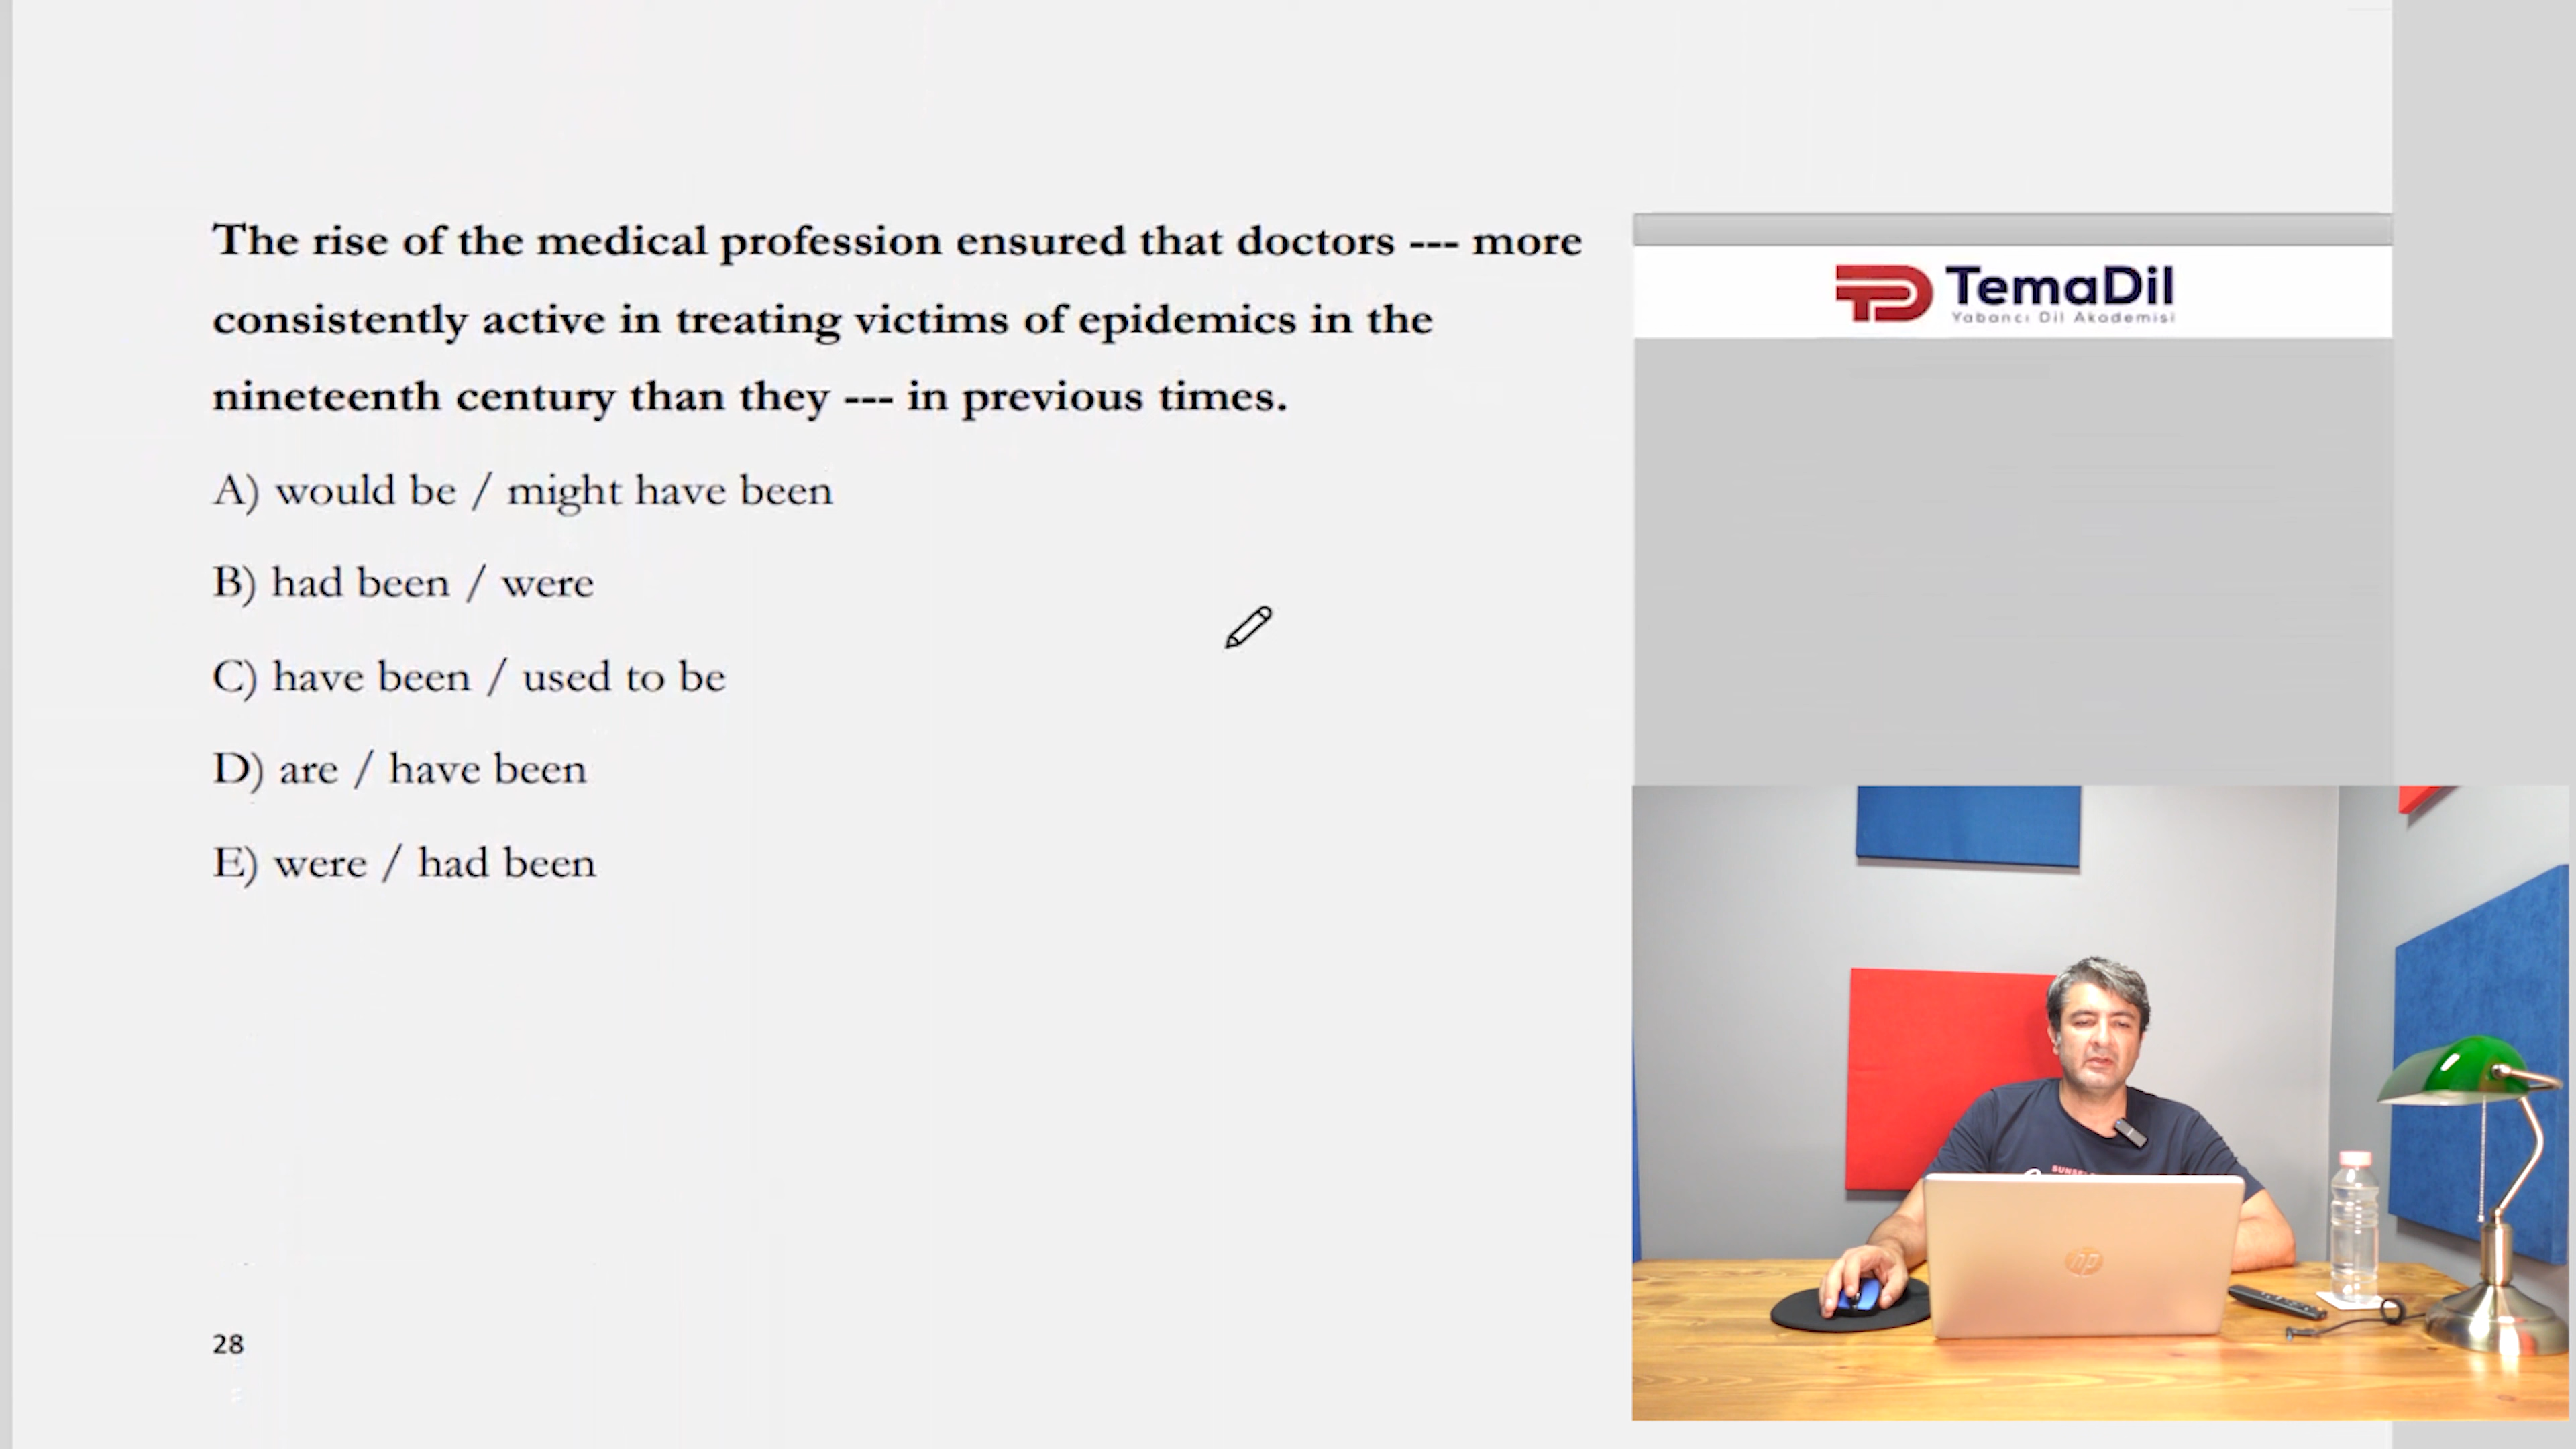 The rise of the medical profession ensured that doctors --- more
consistently active in treating victims of epidemics in the
nineteenth century than they --- in previous times.
A) would be / might have been
B) had been / were
C) have been / used to be
D) are / have been
E) were / had been
28
TemaDil
Yabancı Dil Akademisi
hp